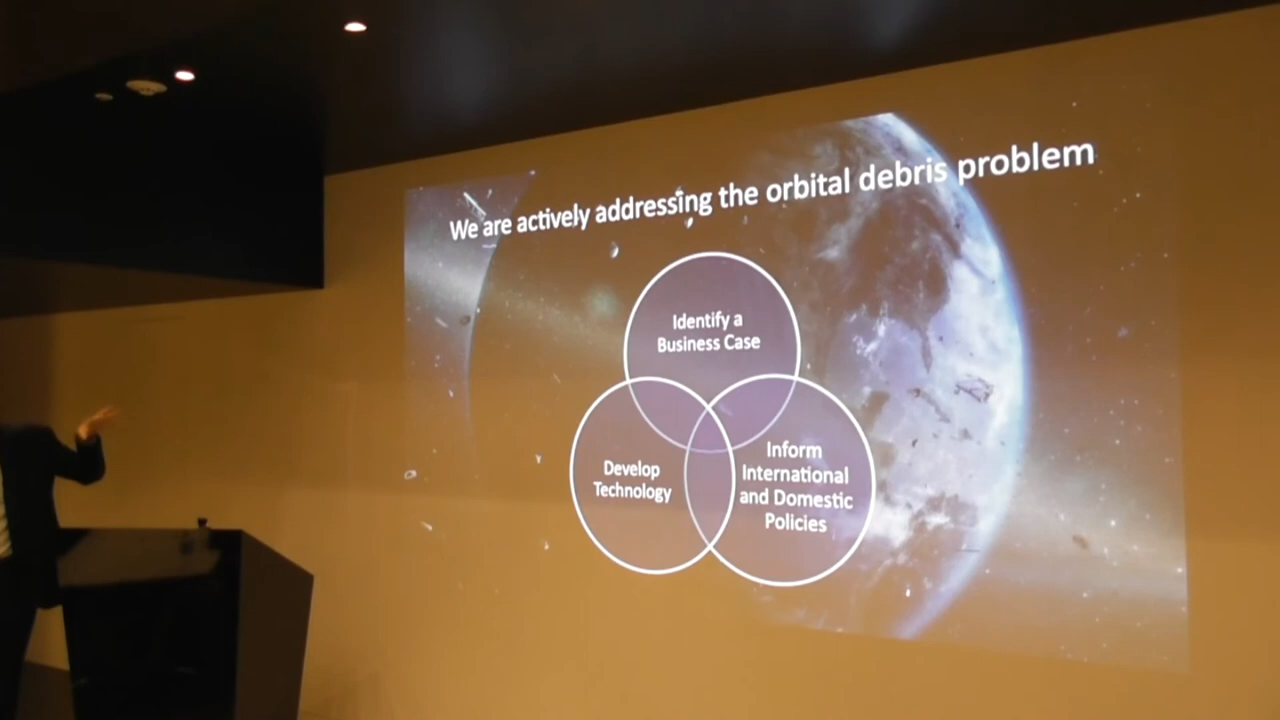 We are actively addressing the orbital debris problem
Identify a
Business Case
Develop
Technology
Inform
International
and Domestic
Policies